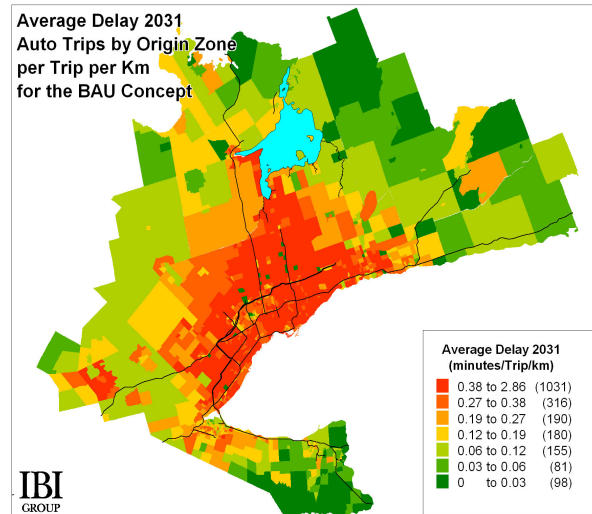 Average Delay 2031
Auto Trips by Origin Zone
per Trip per Km
for the BAU Concept
Average Delay 2031
(minutes/Trip/km)
0.38 to 2.86 (1031)
0.27 to 0.38 (316)
0.19 to 0.27 (190)
0.12 to 0.19 (180)
0.06 to 0.12 (155)
0.03 to 0.06 (81)
0 to 0.03 (98)
IBI
GROUP